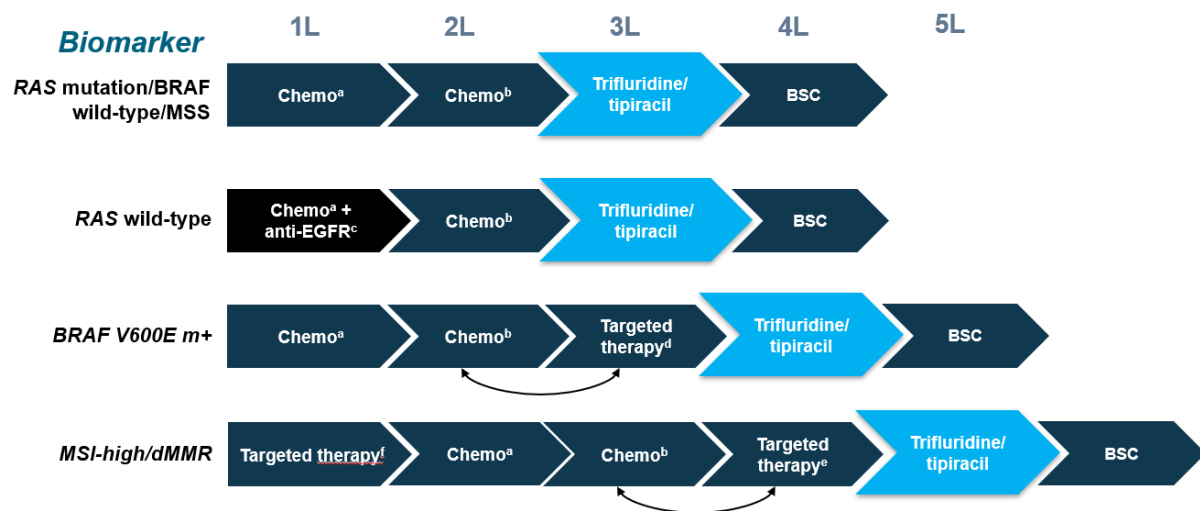 1L 2L 3L 4L 5L
Biomarker
RAS mutation/BRAF
wild-type/MSS
Chemoᵃ
Chemoᵇ
Trifluridine/
tipiracil
BSC
RAS wild-type
Chemoᵃ +
anti-EGFRᶜ
Chemoᵇ
Trifluridine/
tipiracil
BSC
BRAF V600E m+
Chemoᵃ
Chemoᵇ
Targeted
therapyᵈ
Trifluridine/
tipiracil
BSC
MSI-high/dMMR
Targeted therapyᶠ
Chemoᵃ
Chemoᵇ
Targeted
therapyᵉ
Trifluridine/
tipiracil
BSC